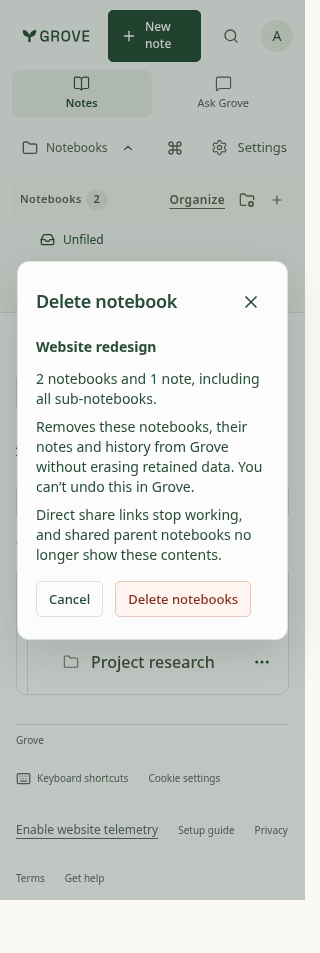 GROVE
New
note
A
Notes
Ask Grove
Notebooks
Settings
Notebooks 2
Organize
Unfiled
Delete notebook
Website redesign
2 notebooks and 1 note, including
all sub-notebooks.
Removes these notebooks, their
notes and history from Grove
without erasing retained data. You
can’t undo this in Grove.
Direct share links stop working,
and shared parent notebooks no
longer show these contents.
Cancel
Delete notebooks
Project research
Grove
Keyboard shortcuts
Cookie settings
Enable website telemetry
Setup guide
Privacy
Terms
Get help